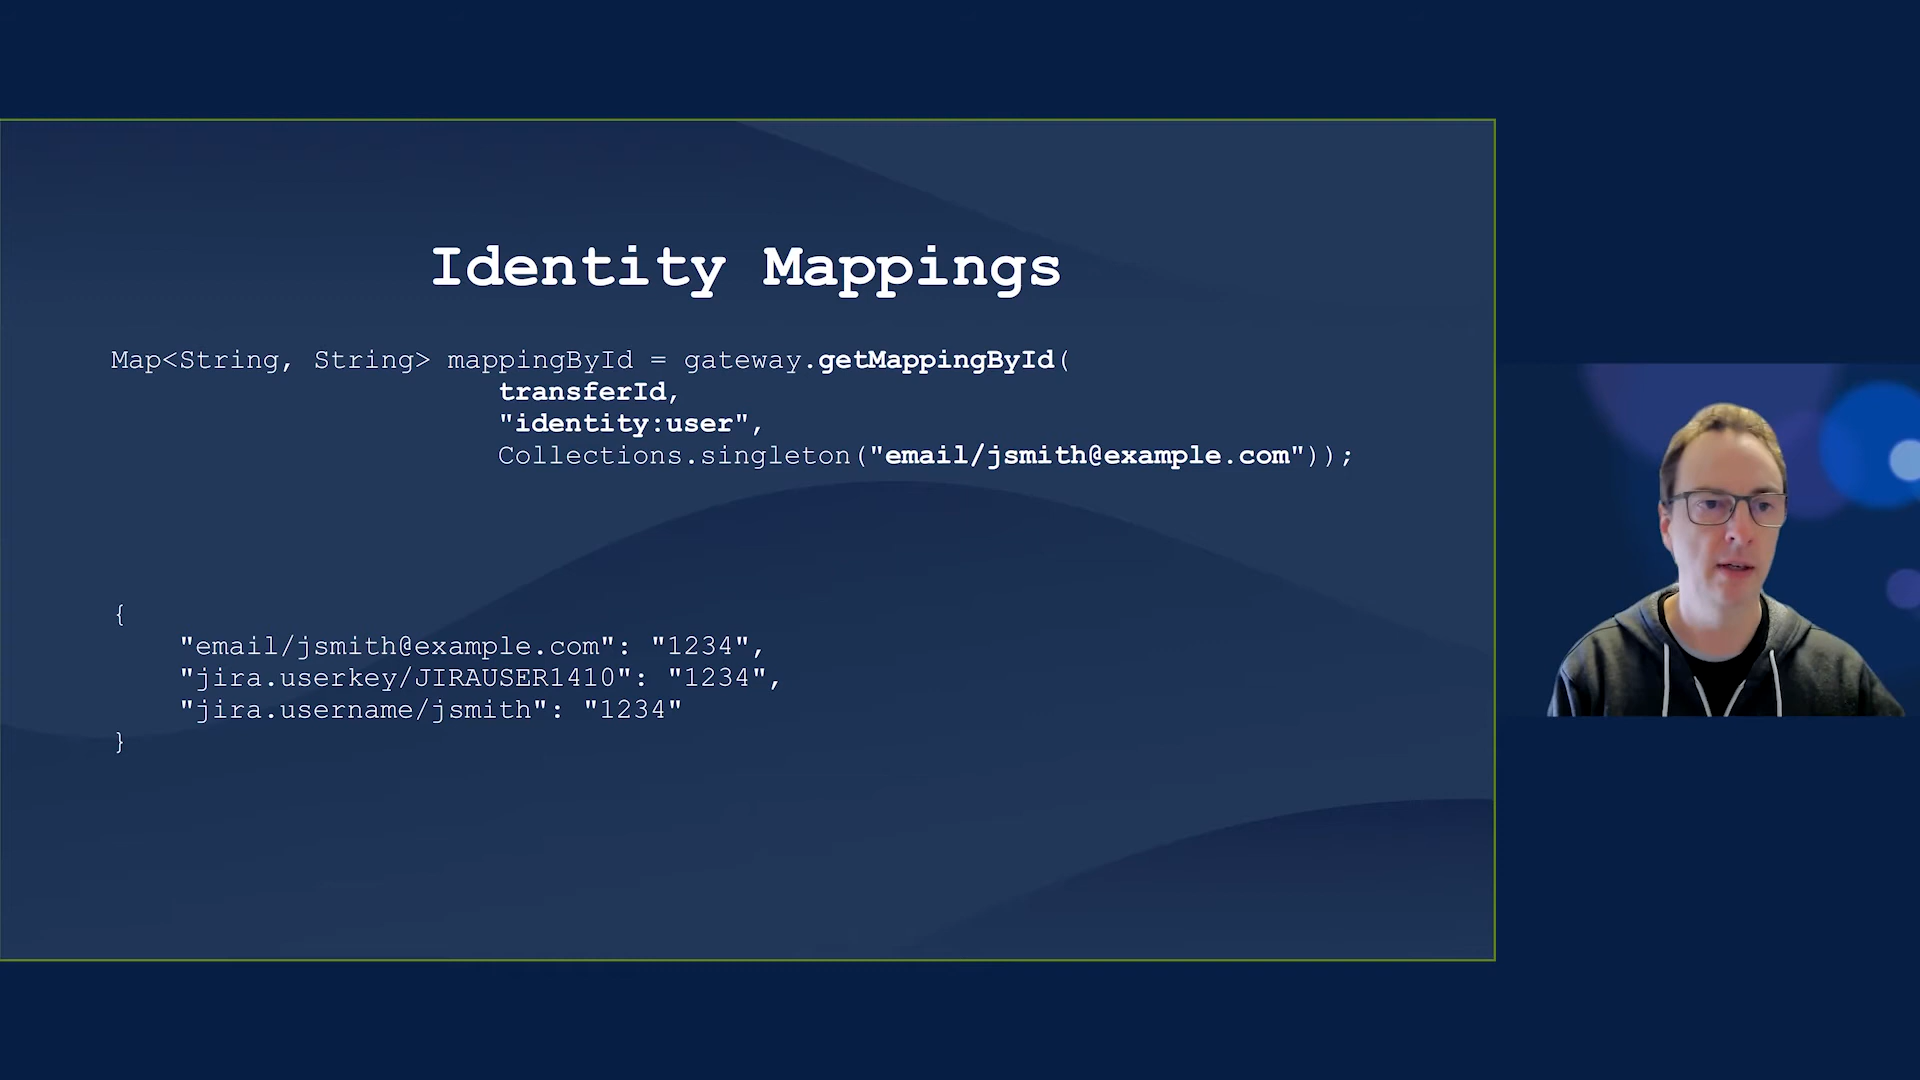 Identity Mappings
Map<String, String> mappingById = gateway.getMappingById(
transferId,
"identity:user",
Collections.singleton("email/jsmith@example.com"));
{
"email/jsmith@example.com": "1234",
"jira.userkey/JIRAUSER1410": "1234",
"jira.username/jsmith": "1234"
}